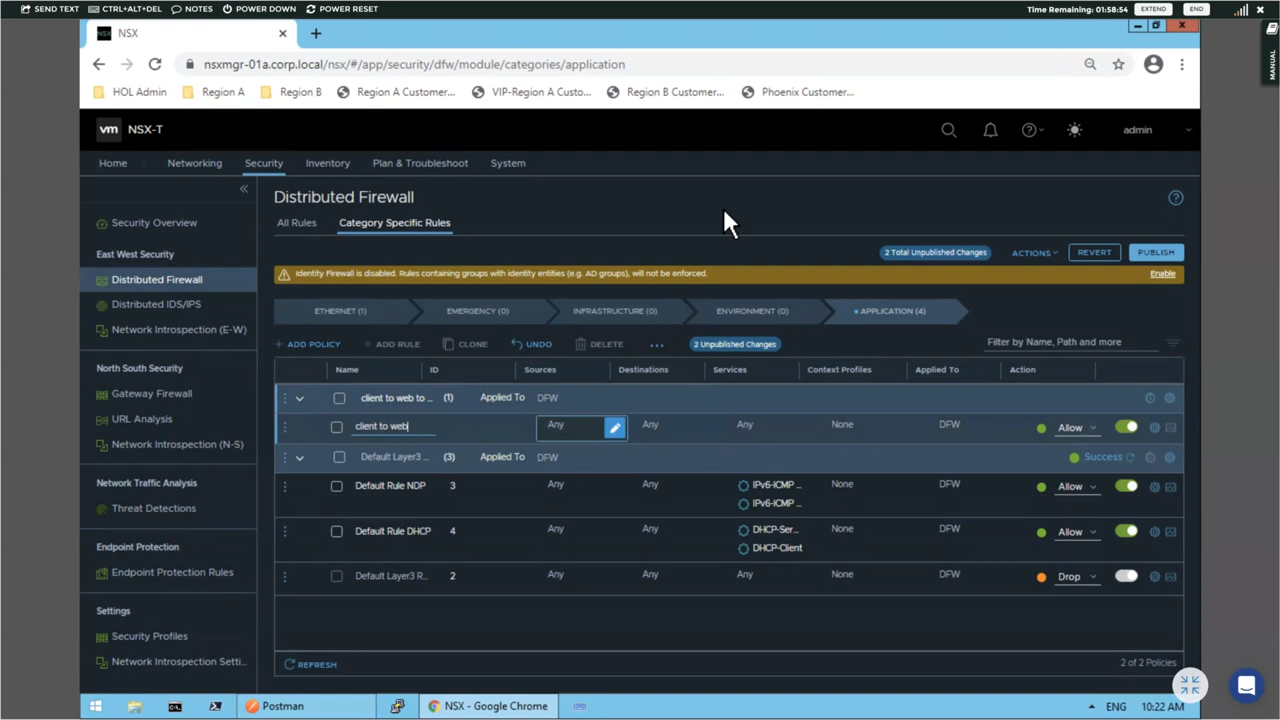 SEND TEXT CTRL+ALT+DEL NOTES POWER DOWN POWER RESET Time Remaining: 01:58:54 EXTEND END
MANUAL
NSX NSX
nsxmgr-01a.corp.local/nsx/#/app/security/dfw/module/categories/application
HOL Admin Region A Region B Region A Customer... VIP-Region A Custo... Region B Customer... Phoenix Customer...
vm NSX-T admin
Home Networking Security Inventory Plan & Troubleshoot System
Security Overview
East West Security
Distributed Firewall
Distributed IDS/IPS
Network Introspection (E-W)
North South Security
Gateway Firewall
URL Analysis
Network Introspection (N-S)
Network Traffic Analysis
Threat Detections
Endpoint Protection
Endpoint Protection Rules
Settings
Security Profiles
Network Introspection Setti...
Distributed Firewall
All Rules Category Specific Rules
2 Total Unpublished Changes ACTIONS REVERT PUBLISH
Identity Firewall is disabled. Rules containing groups with identity entities (e.g. AD groups), will not be enforced. Enable
ETHERNET (1) EMERGENCY (0) INFRASTRUCTURE (0) ENVIRONMENT (0) APPLICATION (4)
+ ADD POLICY + ADD RULE CLONE UNDO DELETE ... 2 Unpublished Changes Filter by Name, Path and more
Name ID Sources Destinations Services Context Profiles Applied To Action
client to web to ... (1) Applied To DFW
client to web Any Any Any None DFW Allow
Default Layer3 ... (3) Applied To DFW Success
Default Rule NDP 3 Any Any IPv6-ICMP ... None DFW Allow
IPv6-ICMP ...
Default Rule DHCP 4 Any Any DHCP-Ser... None DFW Allow
DHCP-Client
Default Layer3 R... 2 Any Any Any None DFW Drop
REFRESH 2 of 2 Policies
Postman NSX - Google Chrome ENG 10:22 AM